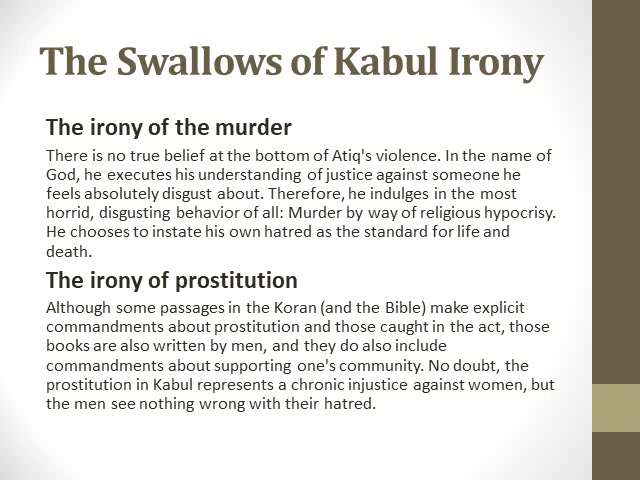 The Swallows of Kabul Irony
The irony of the murder
There is no true belief at the bottom of Atiq's violence. In the name of
God, he executes his understanding of justice against someone he
feels absolutely disgust about. Therefore, he indulges in the most
horrid, disgusting behavior of all: Murder by way of religious hypocrisy.
He chooses to instate his own hatred as the standard for life and
death.
The irony of prostitution
Although some passages in the Koran (and the Bible) make explicit
commandments about prostitution and those caught in the act, those
books are also written by men, and they do also include
commandments about supporting one's community. No doubt, the
prostitution in Kabul represents a chronic injustice against women, but
the men see nothing wrong with their hatred.